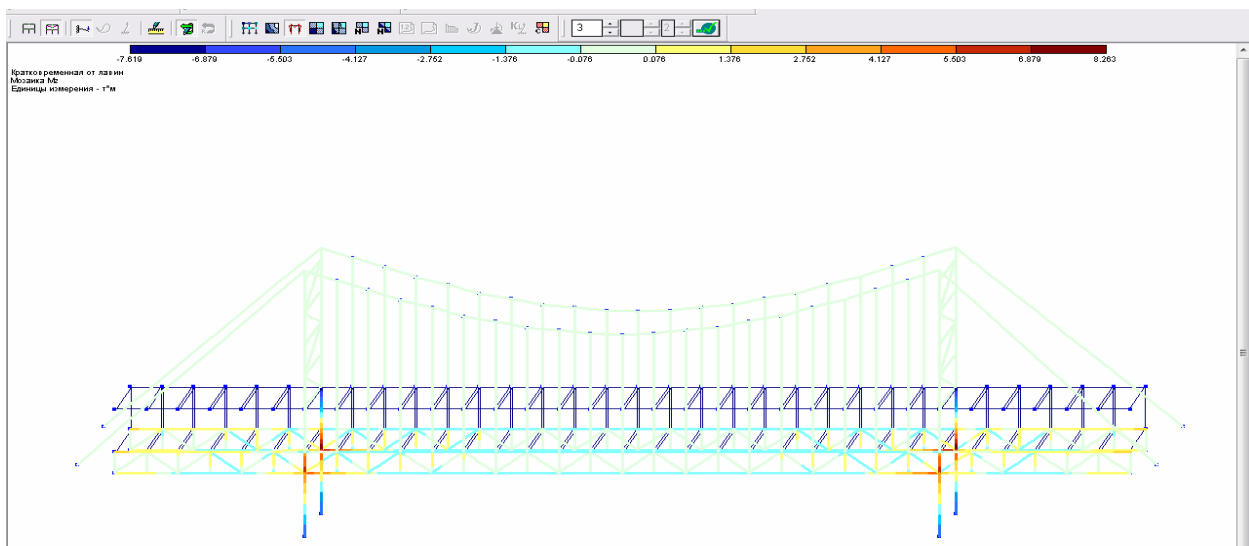 3 2
-7.619 -6.879 -5.503 -4.127 -2.752 -1.376 -0.076 0.076 1.376 2.752 4.127 5.503 6.879 8.263
Кратковременная от лавин
Мозаика Mz
Единицы измерения - т*м